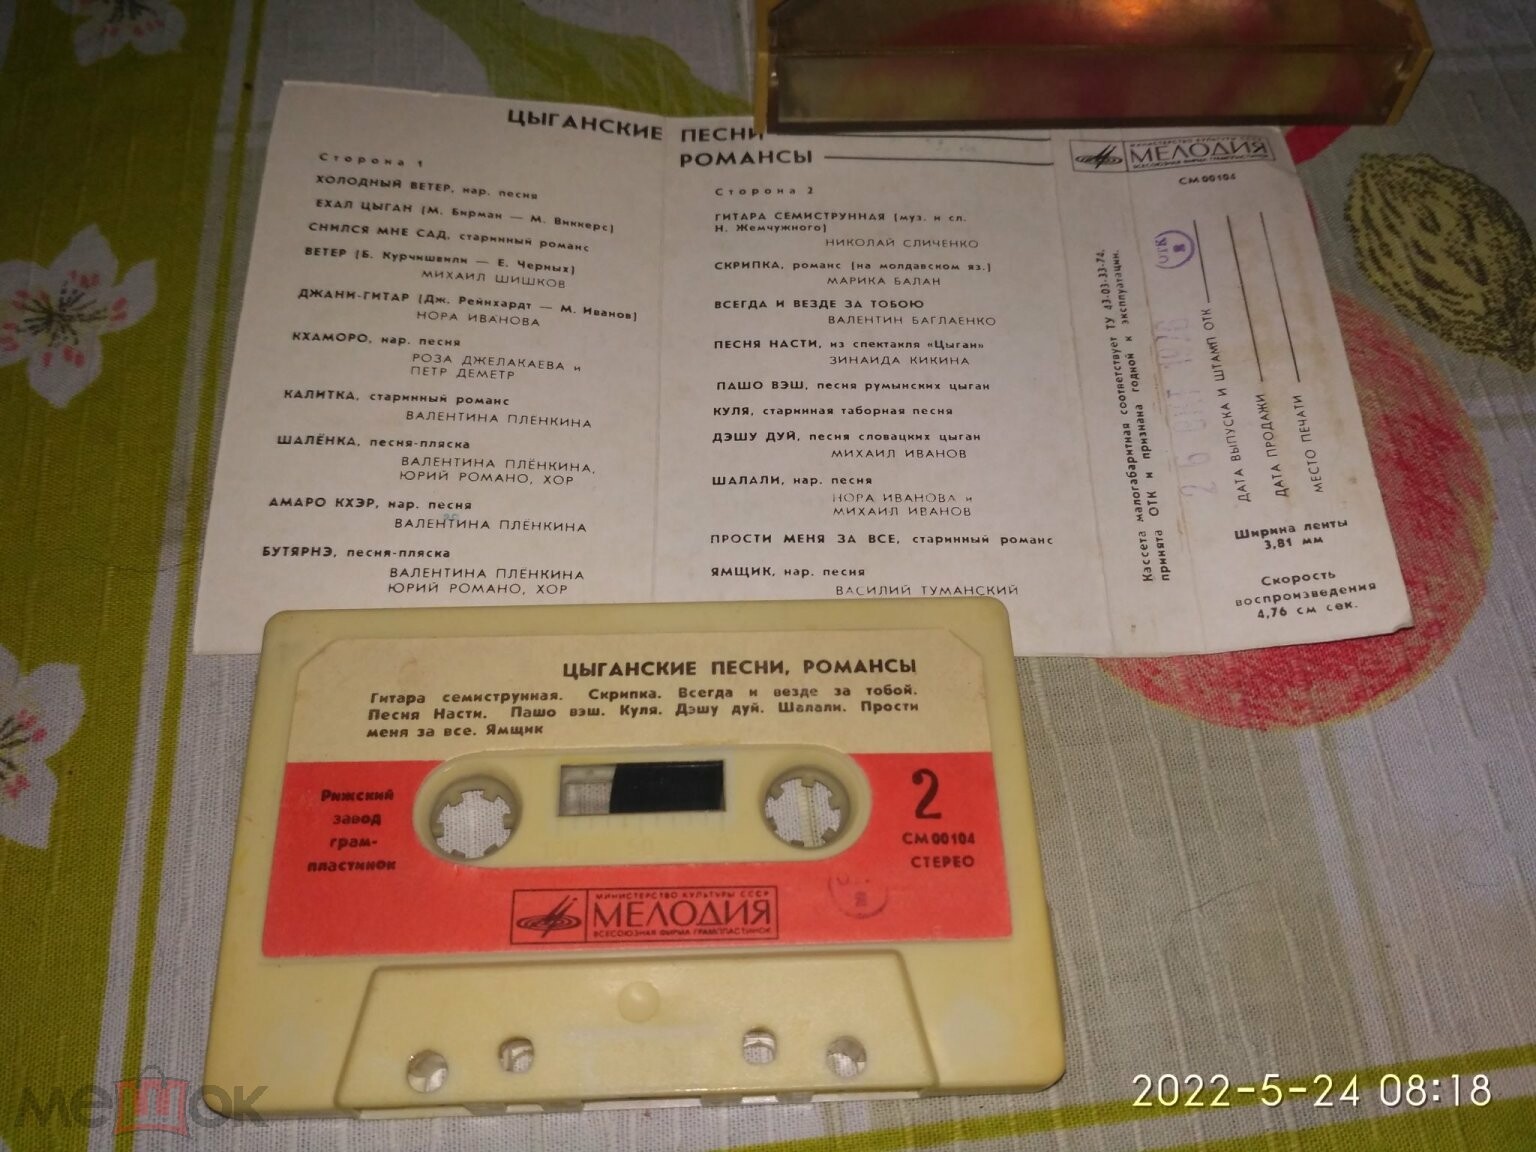 ЦЫГАНСКИЕ ПЕСНИ
РОМАНСЫ
Сторона 1
ХОЛОДНЫЙ ВЕТЕР, нар. песня
ЕХАЛ ЦЫГАН (М. Бирман — М. Виккерс)
СНИЛСЯ МНЕ САД, старинный романс
ВЕТЕР (Б. Курчишвили — Е. Черных)
МИХАИЛ ШИШКОВ
ДЖАНИ-ГИТАР (Дж. Рейнхардт — М. Иванов)
НОРА ИВАНОВА
КХАМОРО, нар. песня
РОЗА ДЖЕЛАКАЕВА и
ПЕТР ДЕМЕТР
КАЛИТКА, старинный романс
ВАЛЕНТИНА ПЛЕНКИНА
ШАЛЁНКА, песня-пляска
ВАЛЕНТИНА ПЛЁНКИНА,
ЮРИЙ РОМАНО, ХОР
АМАРО КХЭР, нар. песня
ВАЛЕНТИНА ПЛЁНКИНА
БУТЯРНЭ, песня-пляска
ВАЛЕНТИНА ПЛЁНКИНА
ЮРИЙ РОМАНО, ХОР
Сторона 2
ГИТАРА СЕМИСТРУННАЯ (муз. и сл.
Н. Жемчужного)
НИКОЛАЙ СЛИЧЕНКО
СКРИПКА, романс (на молдавском яз.)
МАРИКА БАЛАН
ВСЕГДА И ВЕЗДЕ ЗА ТОБОЮ
ВАЛЕНТИН БАГЛАЕНКО
ПЕСНЯ НАСТИ, из спектакля «Цыган»
ЗИНАИДА КИКИНА
ПАШО ВЭШ, песня румынских цыган
КУЛЯ, старинная таборная песня
ДЭШУ ДУЙ, песня словацких цыган
МИХАИЛ ИВАНОВ
ШАЛАЛИ, нар. песня
НОРА ИВАНОВА и
МИХАИЛ ИВАНОВ
ПРОСТИ МЕНЯ ЗА ВСЕ, старинный романс
ЯМЩИК, нар. песня
ВАСИЛИЙ ТУМАНСКИЙ
МИНИСТЕРСТВО КУЛЬТУРЫ СССР
МЕЛОДИЯ
ВСЕСОЮЗНАЯ ФИРМА ГРАМПЛАСТИНОК
СМ 00104
Кассета малогабаритная соответствует ТУ 43.03-33-74,
принята ОТК и признана годной к эксплуатации.
ОТК
8
ДАТА ВЫПУСКА И ШТАМП ОТК
ДАТА ПРОДАЖИ
МЕСТО ПЕЧАТИ
Ширина ленты
3,81 мм
Скорость
воспроизведения
4,76 см сек.
ЦЫГАНСКИЕ ПЕСНИ, РОМАНСЫ
Гитара семиструнная. Скрипка. Всегда и везде за тобой.
Песня Насти. Пашо вэш. Куля. Дэшу дуй. Шалали. Прости
меня за все. Ямщик
Рижский
завод
грам-
пластинок
2
СМ 00104
СТЕРЕО
МИНИСТЕРСТВО КУЛЬТУРЫ СССР
МЕЛОДИЯ
ВСЕСОЮЗНАЯ ФИРМА ГРАМПЛАСТИНОК
мешок
2022-5-24 08:18